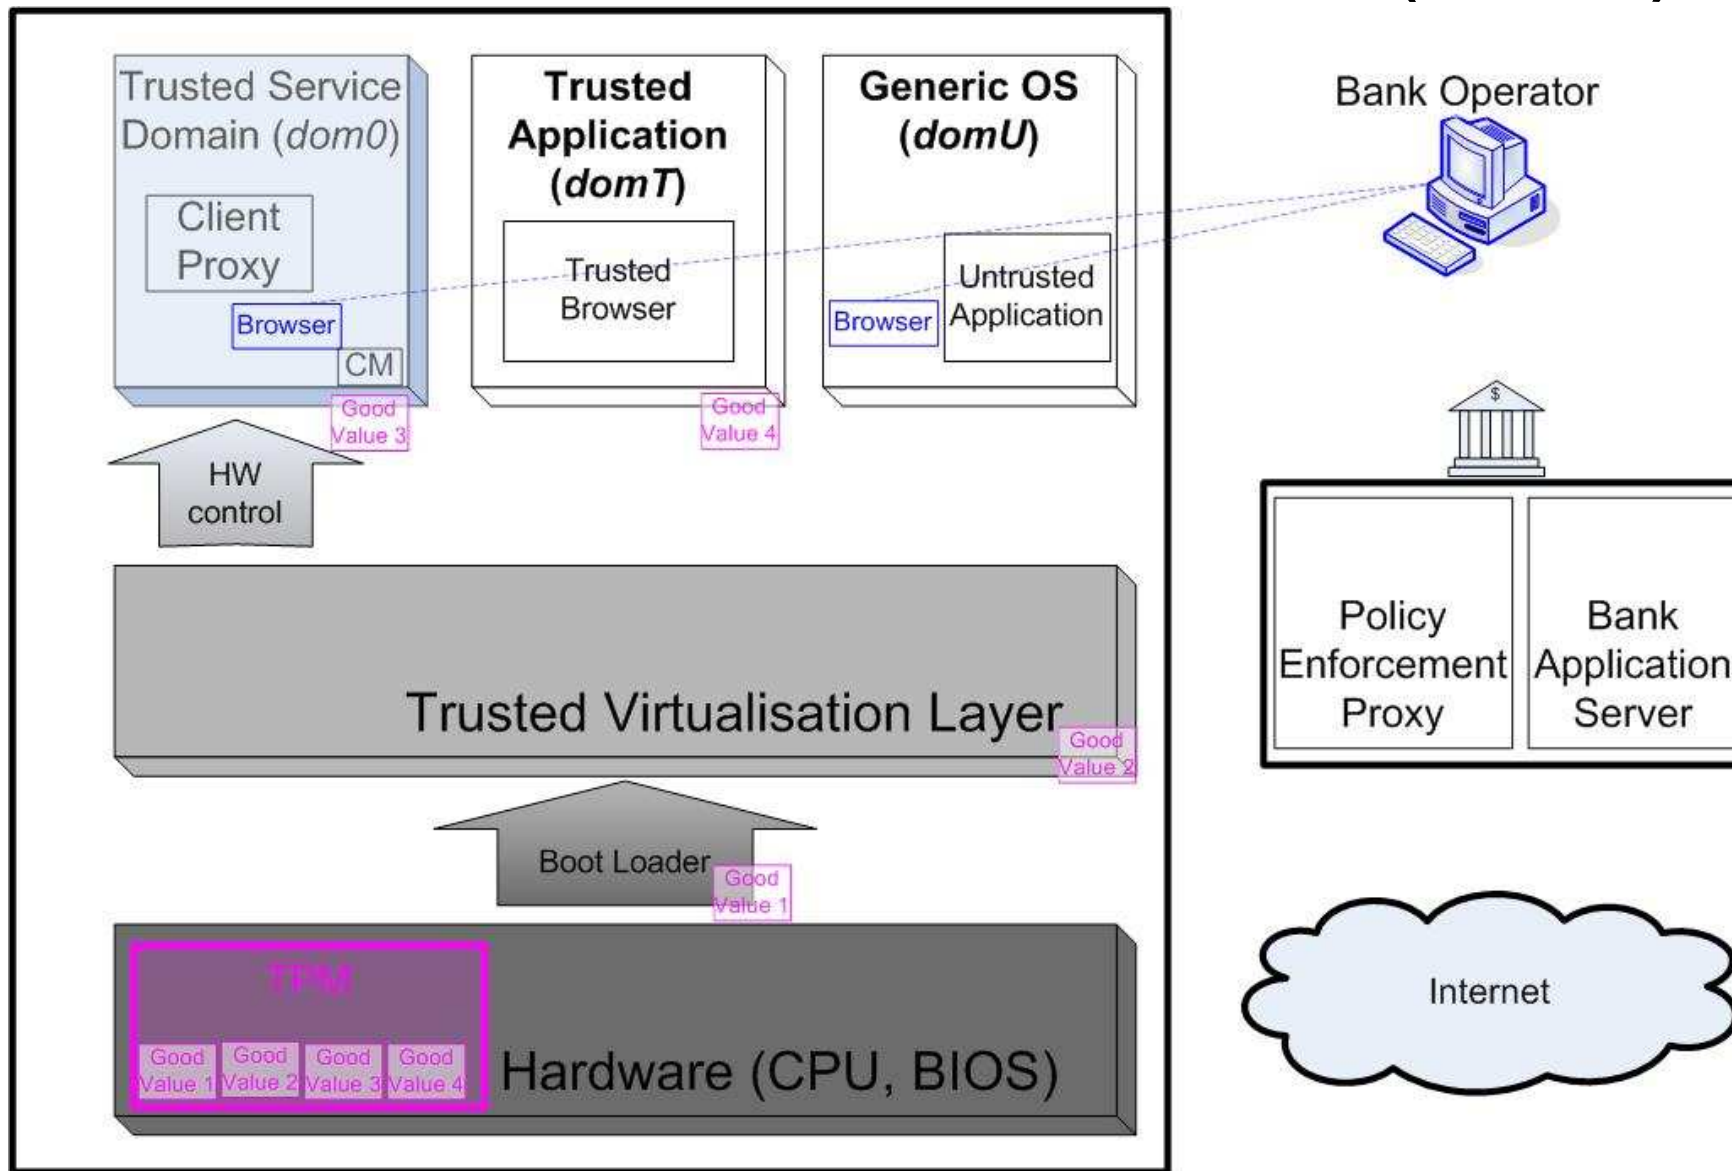 Trusted Service
Domain (dom0)
Client
Proxy
Browser
CM
Good
Value 3
Trusted
Application
(domT)
Trusted
Browser
Good
Value 4
Generic OS
(domU)
Browser
Untrusted
Application
Bank Operator
$
HW
control
Policy
Enforcement
Proxy
Bank
Application
Server
Trusted Virtualisation Layer
Good
Value 2
Boot Loader
Good
Value 1
TPM
Good
Value 1
Good
Value 2
Good
Value 3
Good
Value 4
Hardware (CPU, BIOS)
Internet